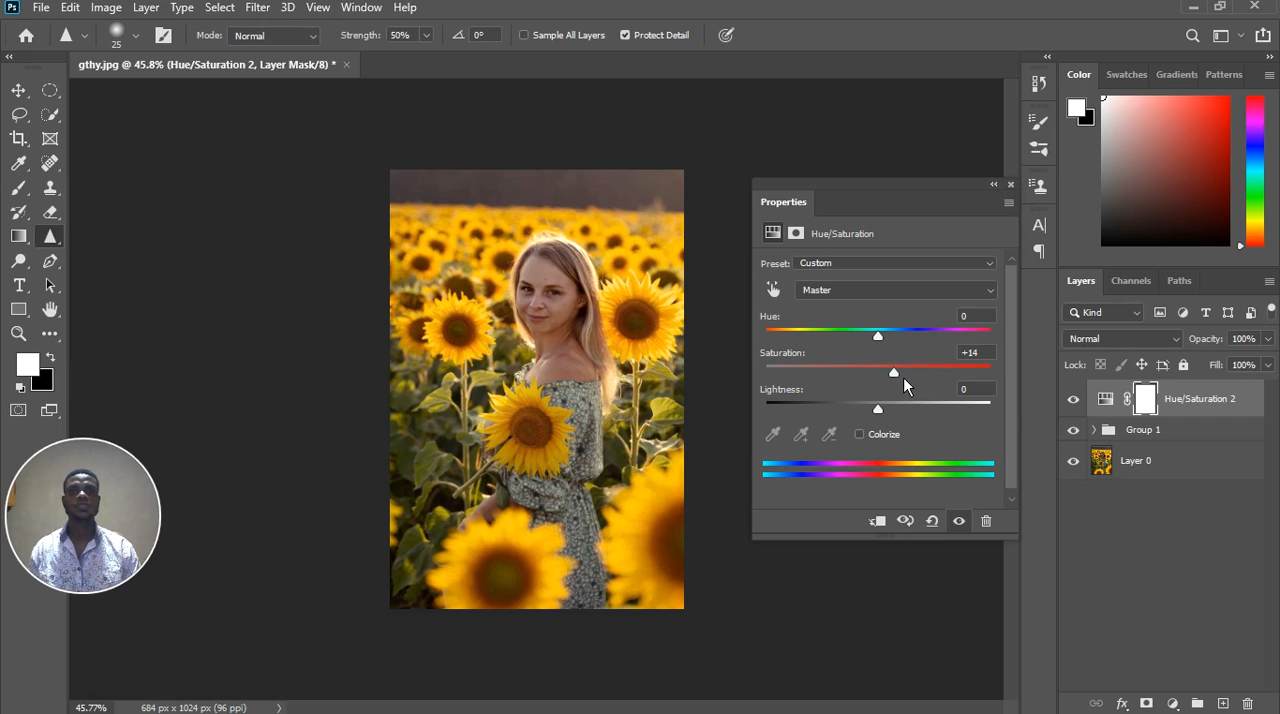 Ps File Edit Image Layer Type Select Filter 3D View Window Help
25 Mode: Normal Strength: 50% 0° Sample All Layers Protect Detail
gthy.jpg @ 45.8% (Hue/Saturation 2, Layer Mask/8) *
Color Swatches Gradients Patterns
Properties
Hue/Saturation
Preset: Custom
Master
Hue: 0
Saturation: +14
Lightness: 0
Colorize
Layers Channels Paths
Kind
Normal Opacity: 100%
Lock: Fill: 100%
Hue/Saturation 2
Group 1
Layer 0
45.77% 684 px x 1024 px (96 ppi)